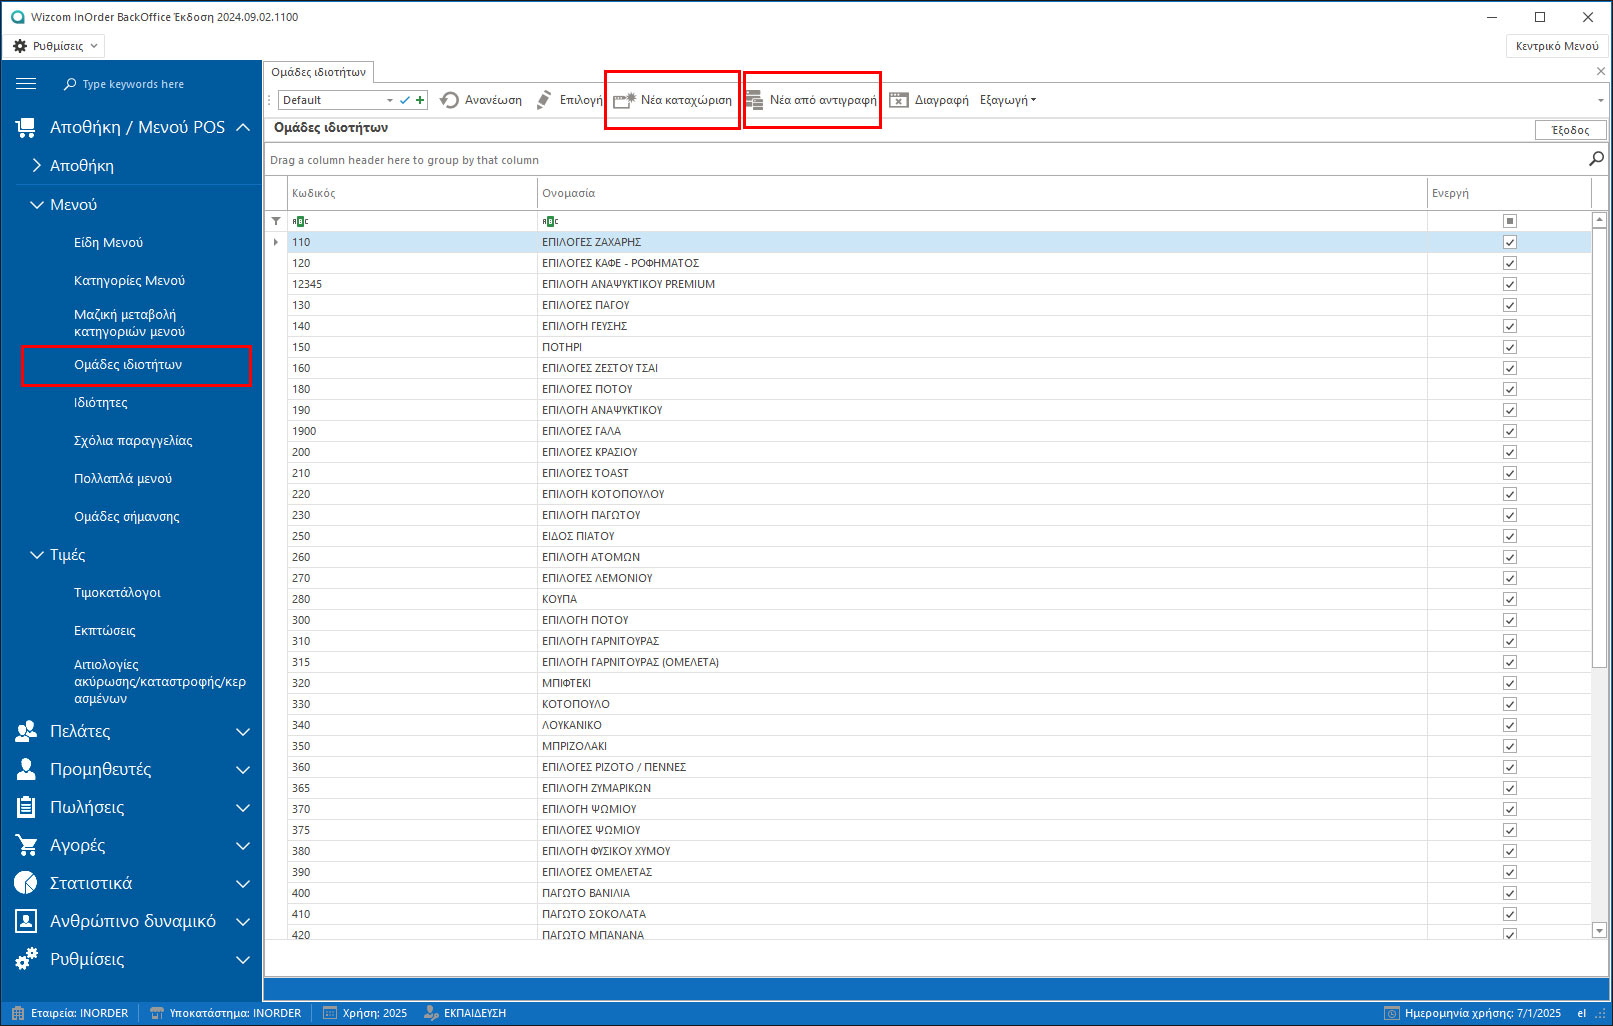 Wizcom InOrder BackOffice Έκδοση 2024.09.02.1100
Ρυθμίσεις
Κεντρικό Μενού
Type keywords here
Αποθήκη / Μενού POS
Αποθήκη
Μενού
Είδη Μενού
Κατηγορίες Μενού
Μαζική μεταβολή
κατηγοριών μενού
Ομάδες ιδιοτήτων
Ιδιότητες
Σχόλια παραγγελίας
Πολλαπλά μενού
Ομάδες σήμανσης
Τιμές
Τιμοκατάλογοι
Εκπτώσεις
Αιτιολογίες
ακύρωσης/καταστροφής/κερ
ασμένων
Πελάτες
Προμηθευτές
Πωλήσεις
Αγορές
Στατιστικά
Ανθρώπινο δυναμικό
Ρυθμίσεις
Ομάδες ιδιοτήτων
Default
Ανανέωση
Επιλογή
Νέα καταχώριση
Νέα από αντιγραφή
Διαγραφή
Εξαγωγή
Ομάδες ιδιοτήτων
Έξοδος
Drag a column header here to group by that column
Κωδικός Ονομασία Ενεργή
110 ΕΠΙΛΟΓΕΣ ΖΑΧΑΡΗΣ
120 ΕΠΙΛΟΓΕΣ ΚΑΦΕ - ΡΟΦΗΜΑΤΟΣ
12345 ΕΠΙΛΟΓΗ ΑΝΑΨΥΚΤΙΚΟΥ PREMIUM
130 ΕΠΙΛΟΓΕΣ ΠΑΓΟΥ
140 ΕΠΙΛΟΓΗ ΓΕΥΣΗΣ
150 ΠΟΤΗΡΙ
160 ΕΠΙΛΟΓΕΣ ΖΕΣΤΟΥ ΤΣΑΙ
180 ΕΠΙΛΟΓΕΣ ΠΟΤΟΥ
190 ΕΠΙΛΟΓΗ ΑΝΑΨΥΚΤΙΚΟΥ
1900 ΕΠΙΛΟΓΕΣ ΓΑΛΑ
200 ΕΠΙΛΟΓΕΣ ΚΡΑΣΙΟΥ
210 ΕΠΙΛΟΓΕΣ TOAST
220 ΕΠΙΛΟΓΗ ΚΟΤΟΠΟΥΛΟΥ
230 ΕΠΙΛΟΓΗ ΠΑΓΩΤΟΥ
250 ΕΙΔΟΣ ΠΙΑΤΟΥ
260 ΕΠΙΛΟΓΗ ΑΤΟΜΩΝ
270 ΕΠΙΛΟΓΕΣ ΛΕΜΟΝΙΟΥ
280 ΚΟΥΠΑ
300 ΕΠΙΛΟΓΗ ΠΟΤΟΥ
310 ΕΠΙΛΟΓΗ ΓΑΡΝΙΤΟΥΡΑΣ
315 ΕΠΙΛΟΓΗ ΓΑΡΝΙΤΟΥΡΑΣ (ΟΜΕΛΕΤΑ)
320 ΜΠΙΦΤΕΚΙ
330 ΚΟΤΟΠΟΥΛΟ
340 ΛΟΥΚΑΝΙΚΟ
350 ΜΠΡΙΖΟΛΑΚΙ
360 ΕΠΙΛΟΓΕΣ ΡΙΖΟΤΟ / ΠΕΝΝΕΣ
365 ΕΠΙΛΟΓΗ ΖΥΜΑΡΙΚΩΝ
370 ΕΠΙΛΟΓΗ ΨΩΜΙΟΥ
375 ΕΠΙΛΟΓΕΣ ΨΩΜΙΟΥ
380 ΕΠΙΛΟΓΗ ΦΥΣΙΚΟΥ ΧΥΜΟΥ
390 ΕΠΙΛΟΓΕΣ ΟΜΕΛΕΤΑΣ
400 ΠΑΓΩΤΟ ΒΑΝΙΛΙΑ
410 ΠΑΓΩΤΟ ΣΟΚΟΛΑΤΑ
420 ΠΑΓΩΤΟ ΜΠΑΝΑΝΑ
Εταιρεία: INORDER Υποκατάστημα: INORDER Χρήση: 2025 ΕΚΠΑΙΔΕΥΣΗ Ημερομηνία χρήσης: 7/1/2025 el